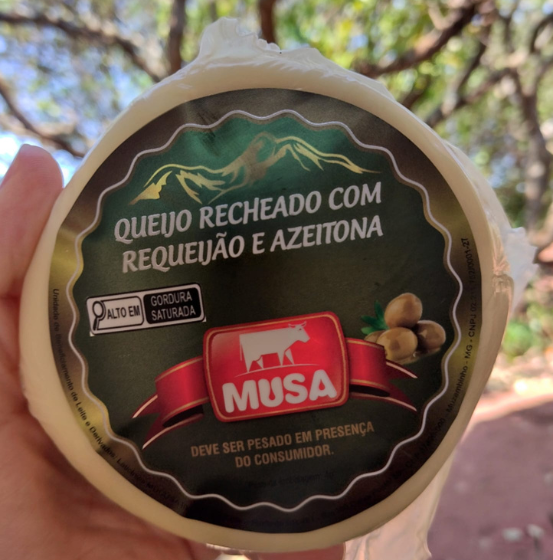 QUEIJO RECHEADO COM
REQUEIJÃO E AZEITONA
ALTO EM
GORDURA
SATURADA
MUSA
DEVE SER PESADO EM PRESENÇA
DO CONSUMIDOR.